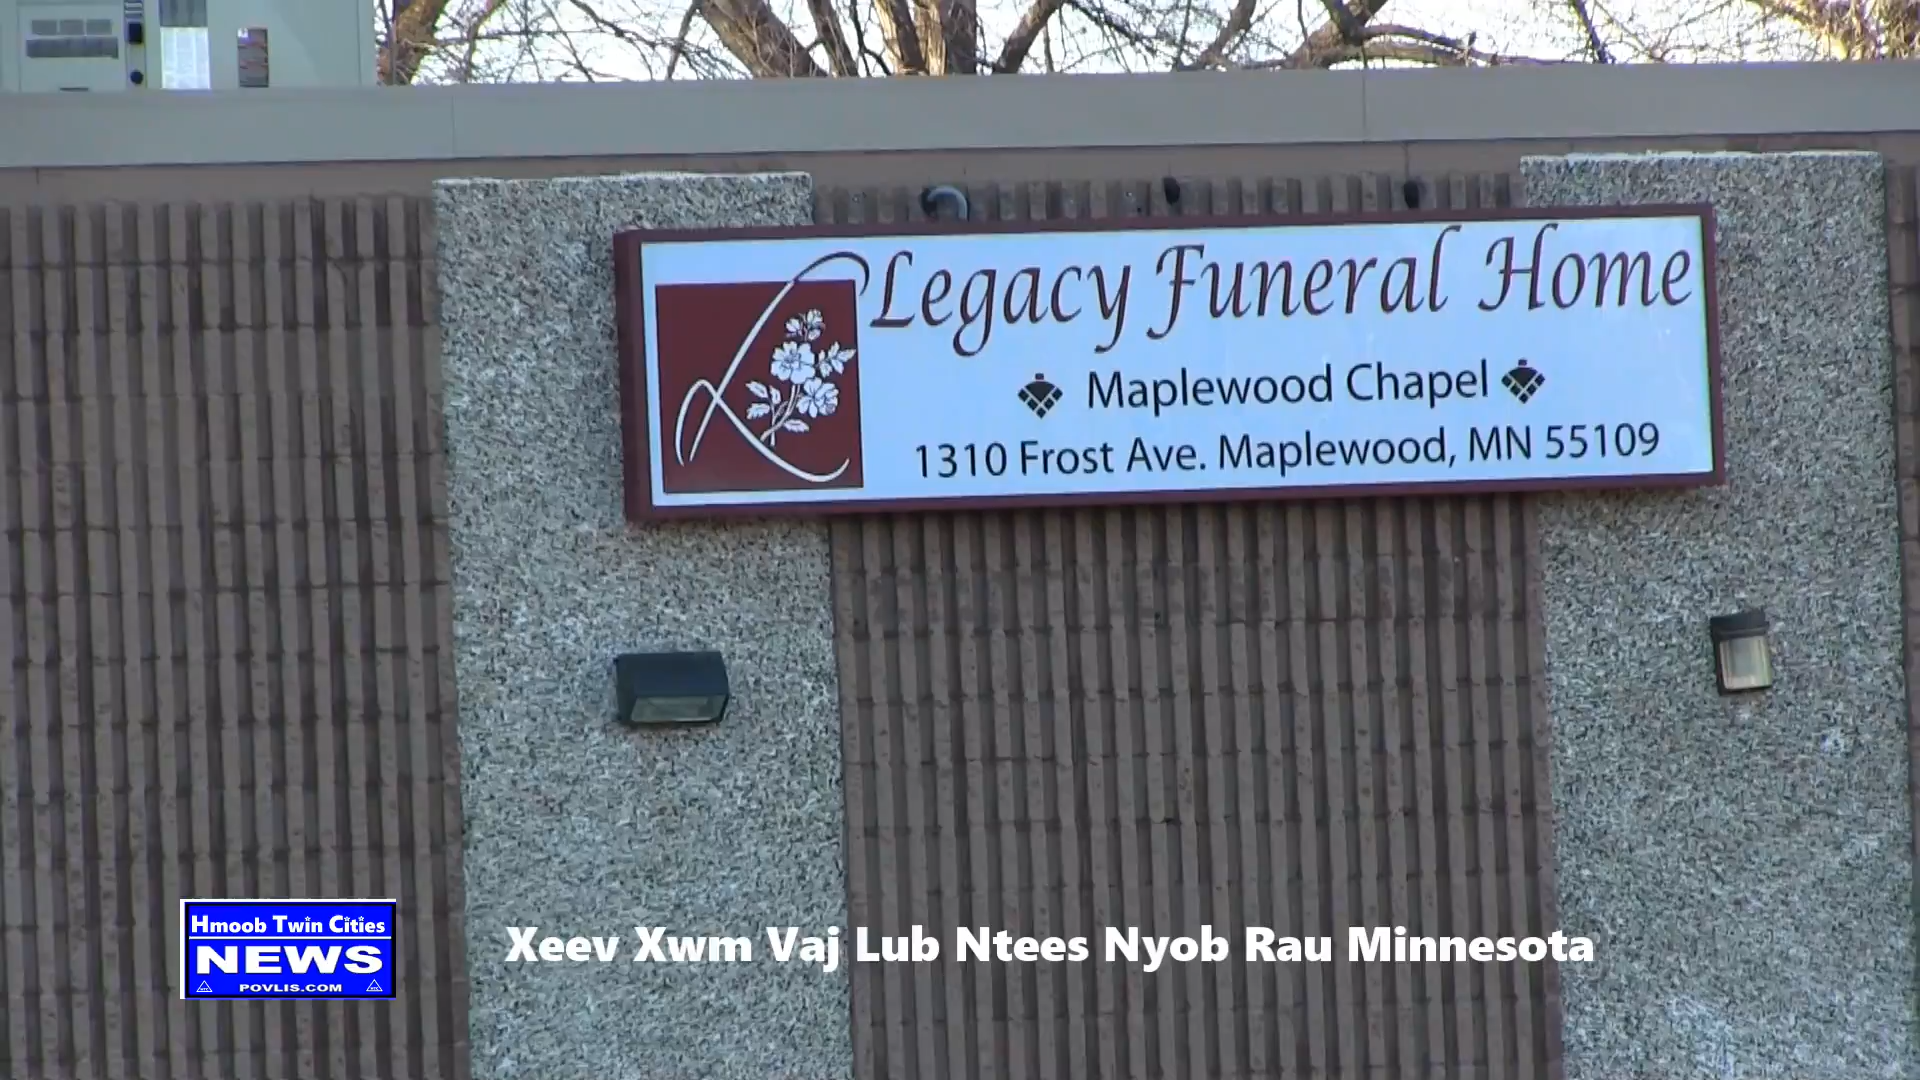 Legacy Funeral Home
Maplewood Chapel
1310 Frost Ave. Maplewood, MN 55109
Hmoob Twin Cities
NEWS
POVLIS.COM
Xeev Xwm Vaj Lub Ntees Nyob Rau Minnesota